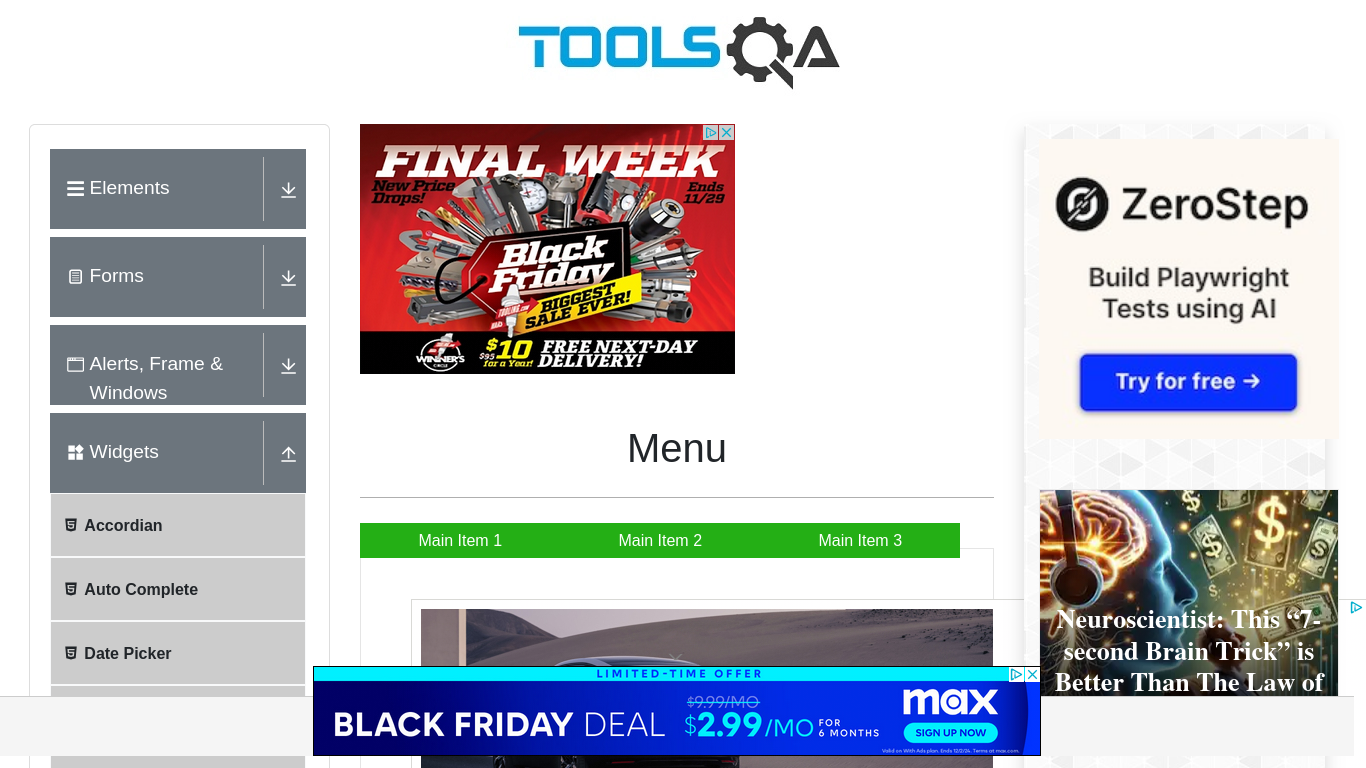 TOOLSQA
Elements
Forms
Alerts, Frame &
Windows
Widgets
Accordian
Auto Complete
Date Picker
FINAL WEEK
New Price
Drops!
Ends
11/29
Black
Friday
BIGGEST
SALE EVER!
WINNER'S
CIRCLE
$95
$10
for a Year!
FREE NEXT-DAY
DELIVERY!
Menu
Main Item 1
Main Item 2
Main Item 3
ZeroStep
Build Playwright
Tests using AI
Try for free →
Neuroscientist: This “7-
second Brain Trick” is
Better Than The Law of
LIMITED-TIME OFFER
BLACK FRIDAY DEAL
$9.99/MO
$2.99/MO
FOR
6 MONTHS
max
SIGN UP NOW
Valid on With Ads plan. Ends 12/2/24. Terms at max.com.